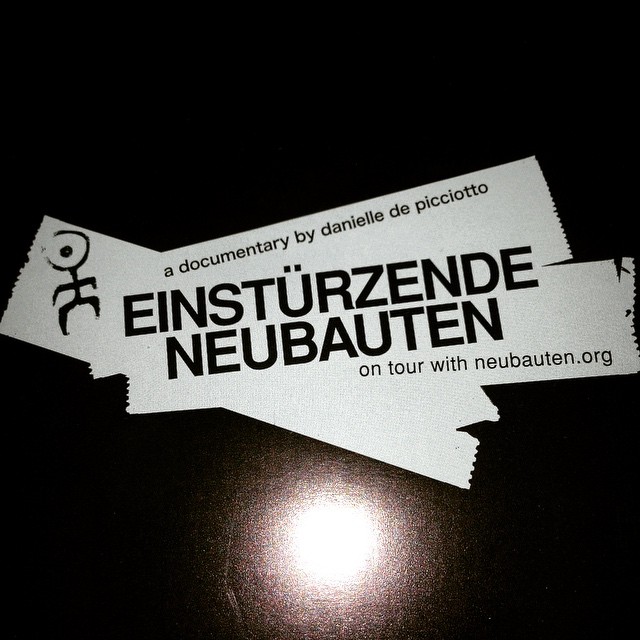 a documentary by danielle de picciotto
EINSTÜRZENDE
NEUBAUTEN
on tour with neubauten.org